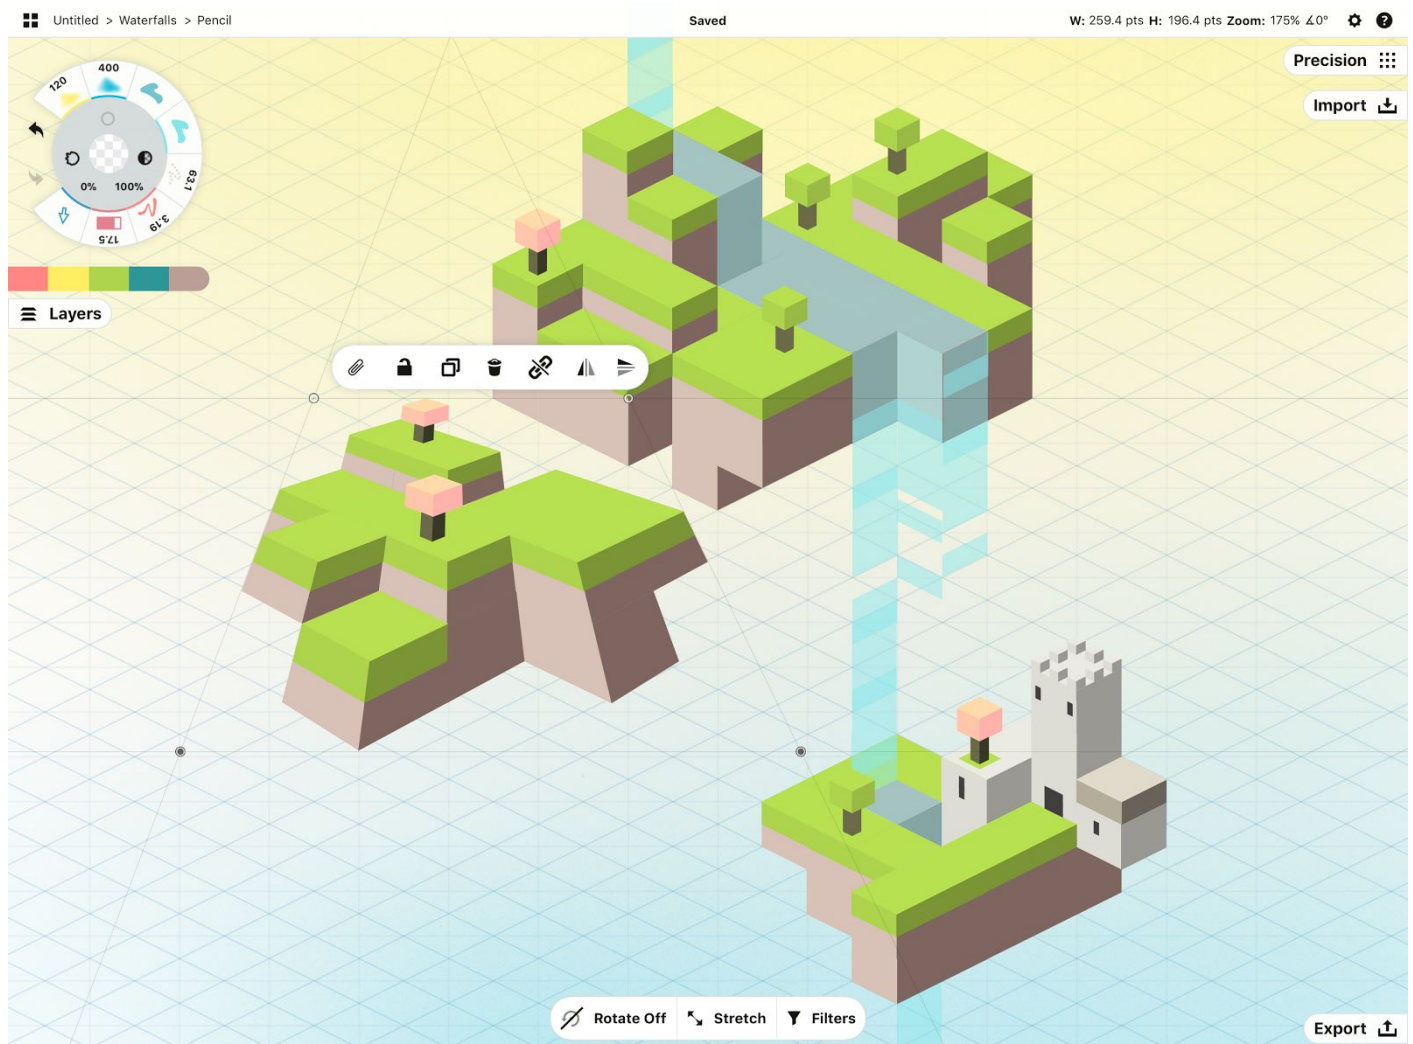 Untitled > Waterfalls > Pencil
Saved
W: 259.4 pts H: 196.4 pts Zoom: 175% ∡0°
?
Precision
Import
120
400
63.1
3.19
17.5
0%
100%
Layers
Rotate Off
Stretch
Filters
Export